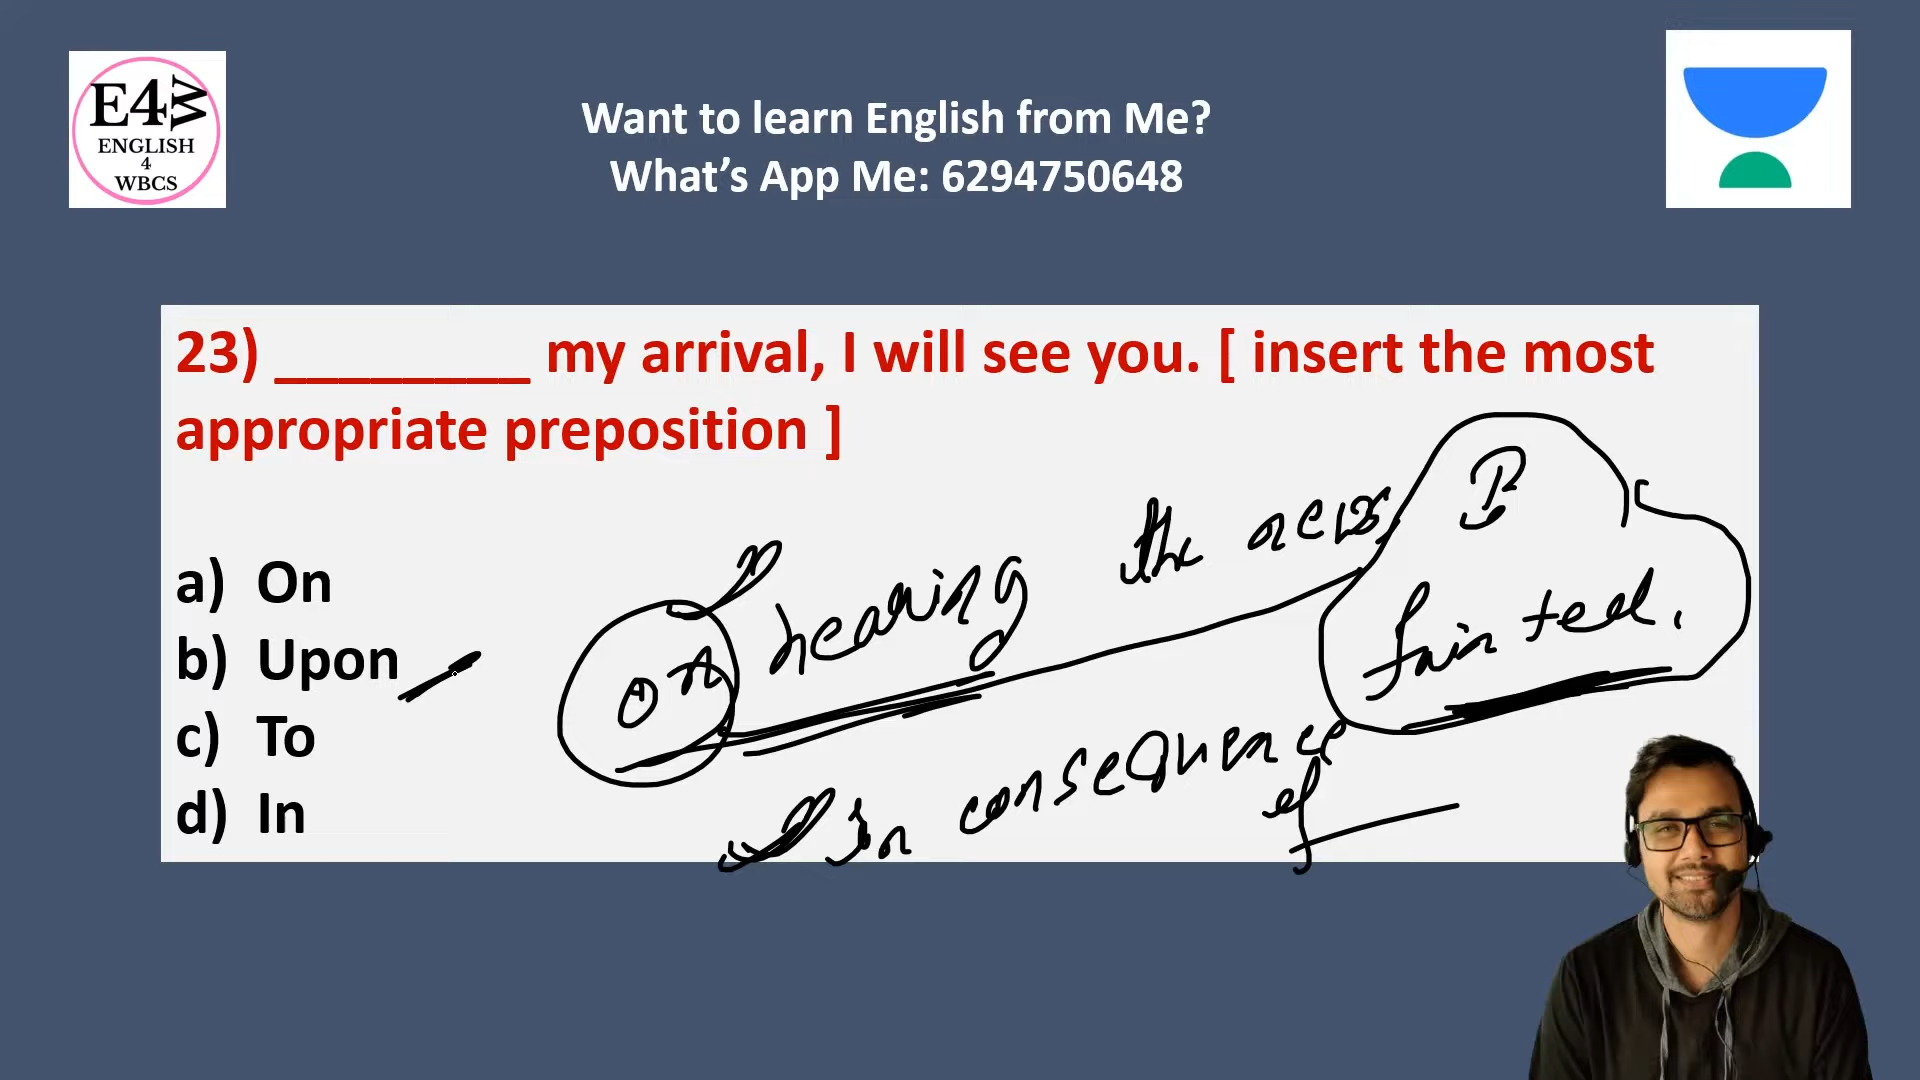 E4WW
ENGLISH
4
WBCS
Want to learn English from Me?
What's App Me: 6294750648
23) ________ my arrival, I will see you. [ insert the most
appropriate preposition ]
a) On
b) Upon
c) To
d) In
on hearing the news, I
fainted.
In consequence
of